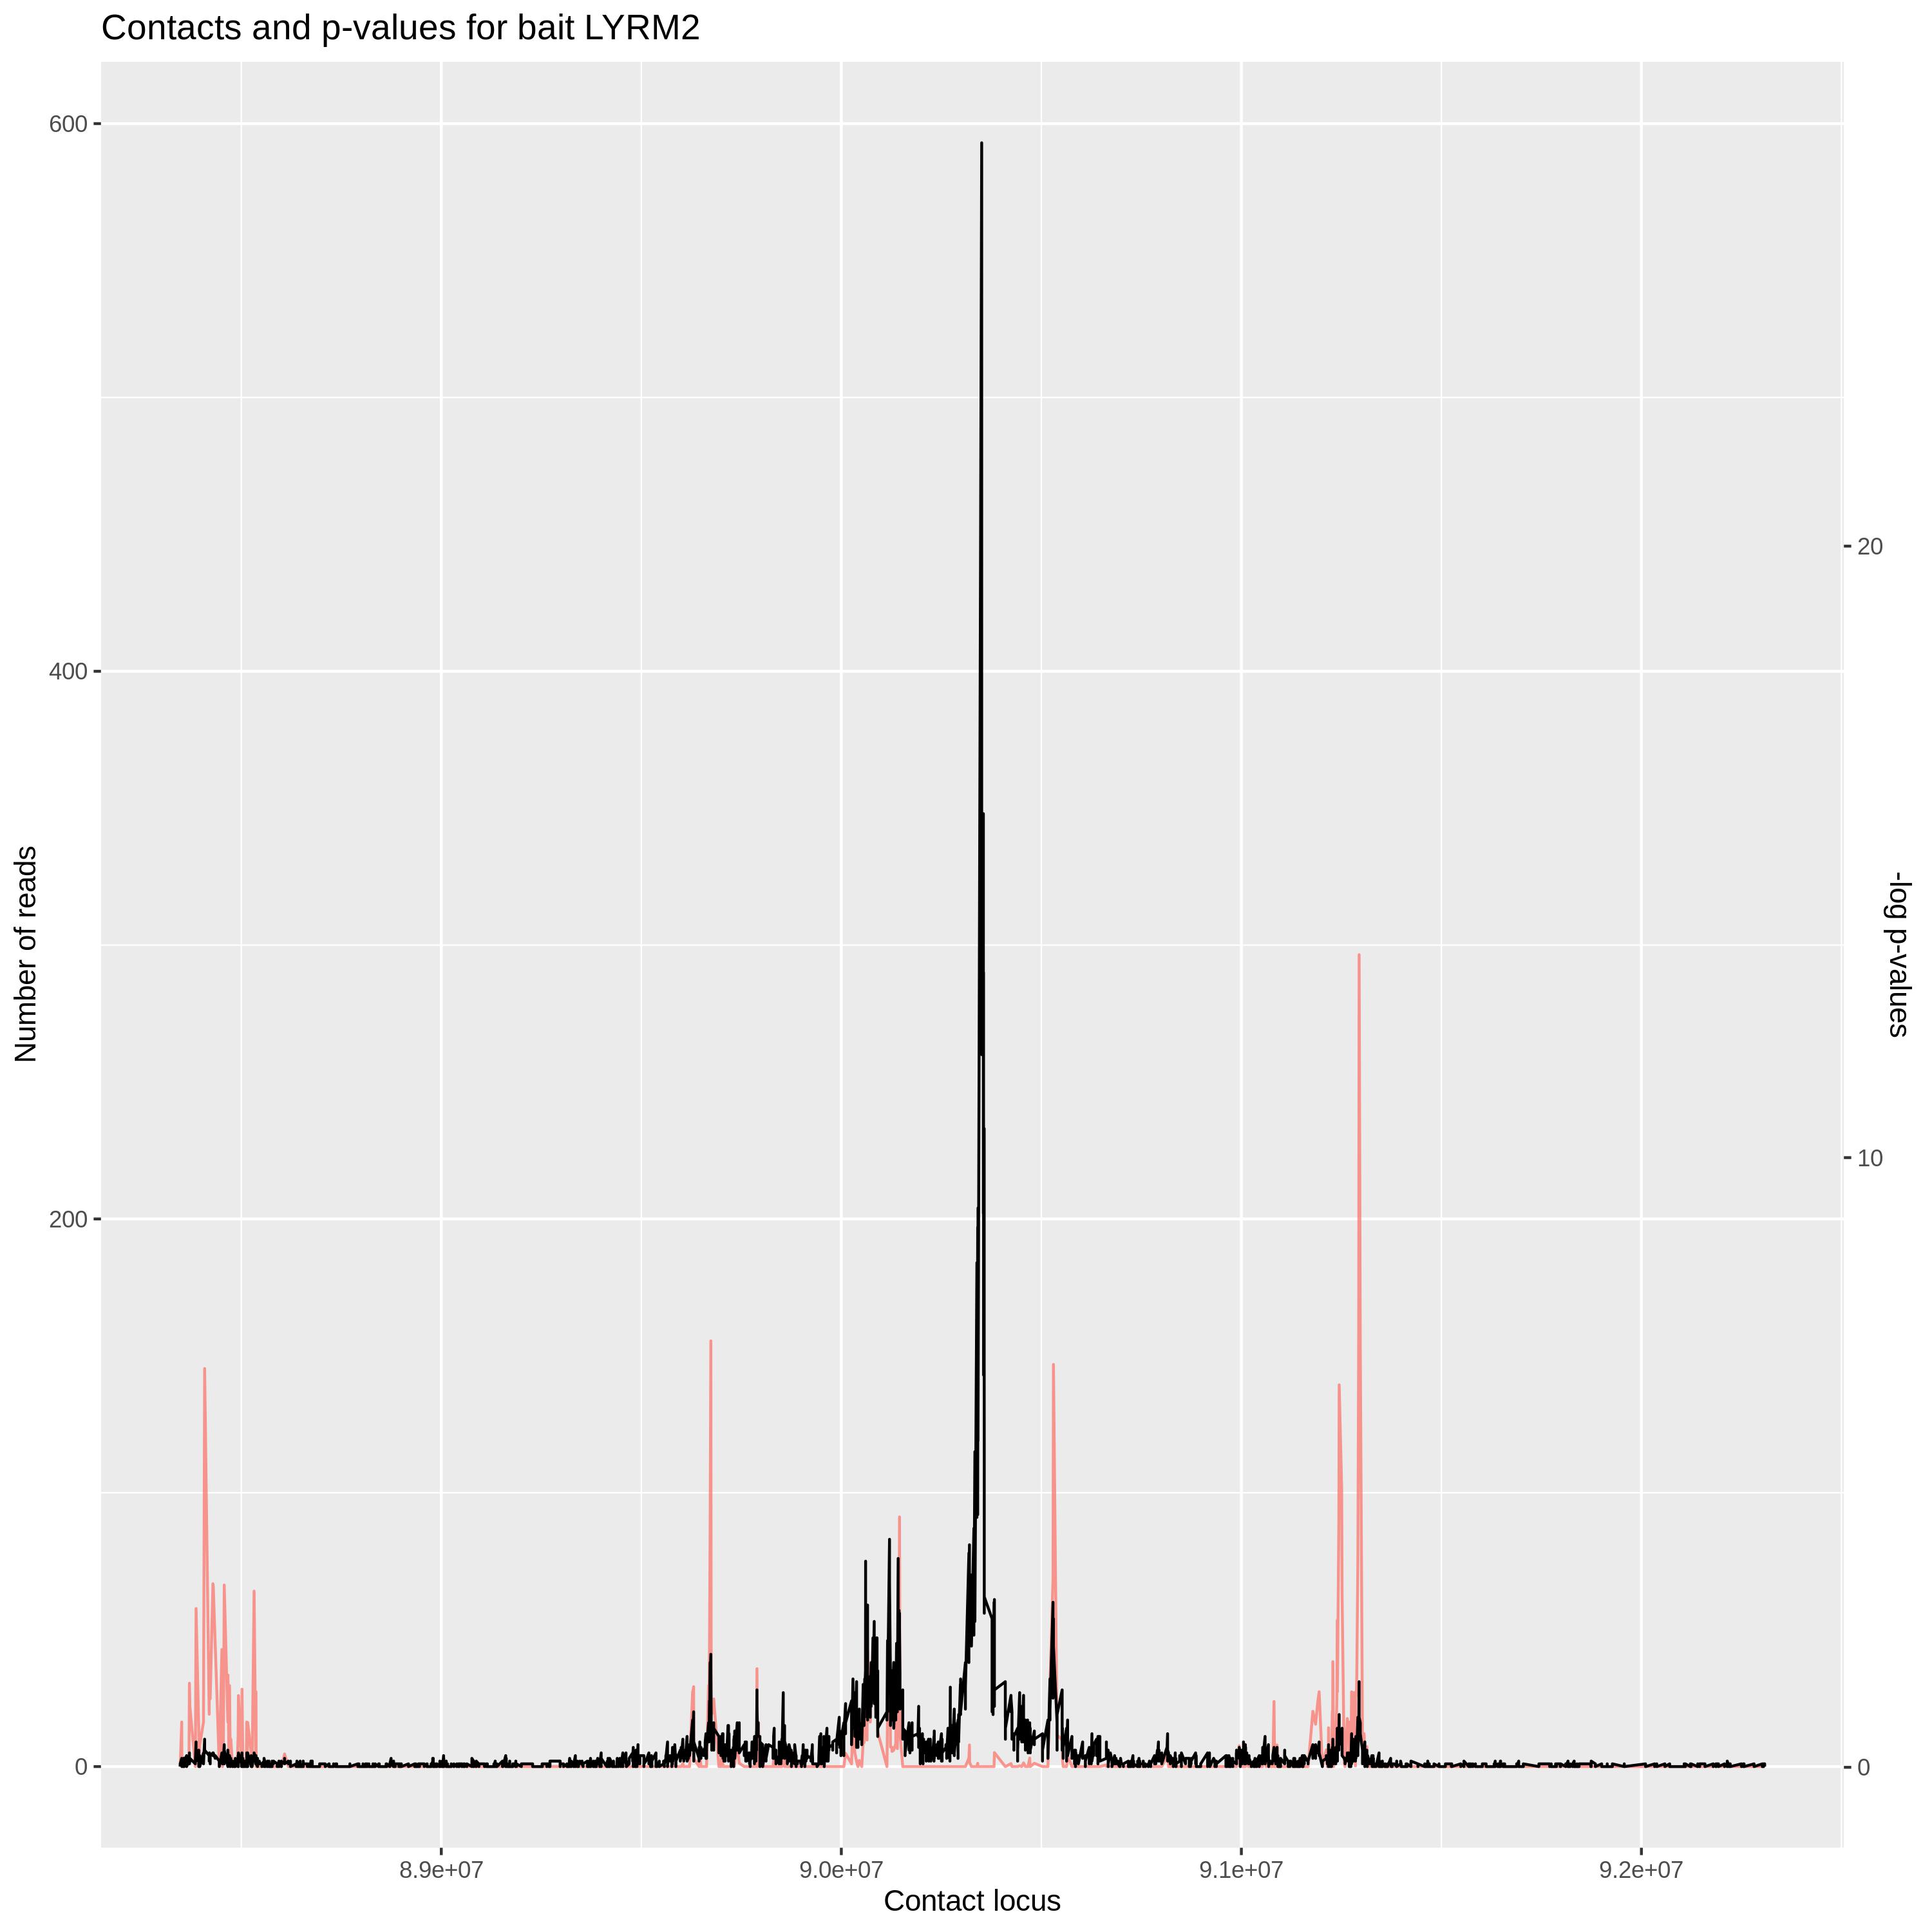 Contacts and p-values for bait LYRM2
600
400
200
0
Number of reads
20
10
0
-log p-values
8.9e+07
9.0e+07
9.1e+07
9.2e+07
Contact locus